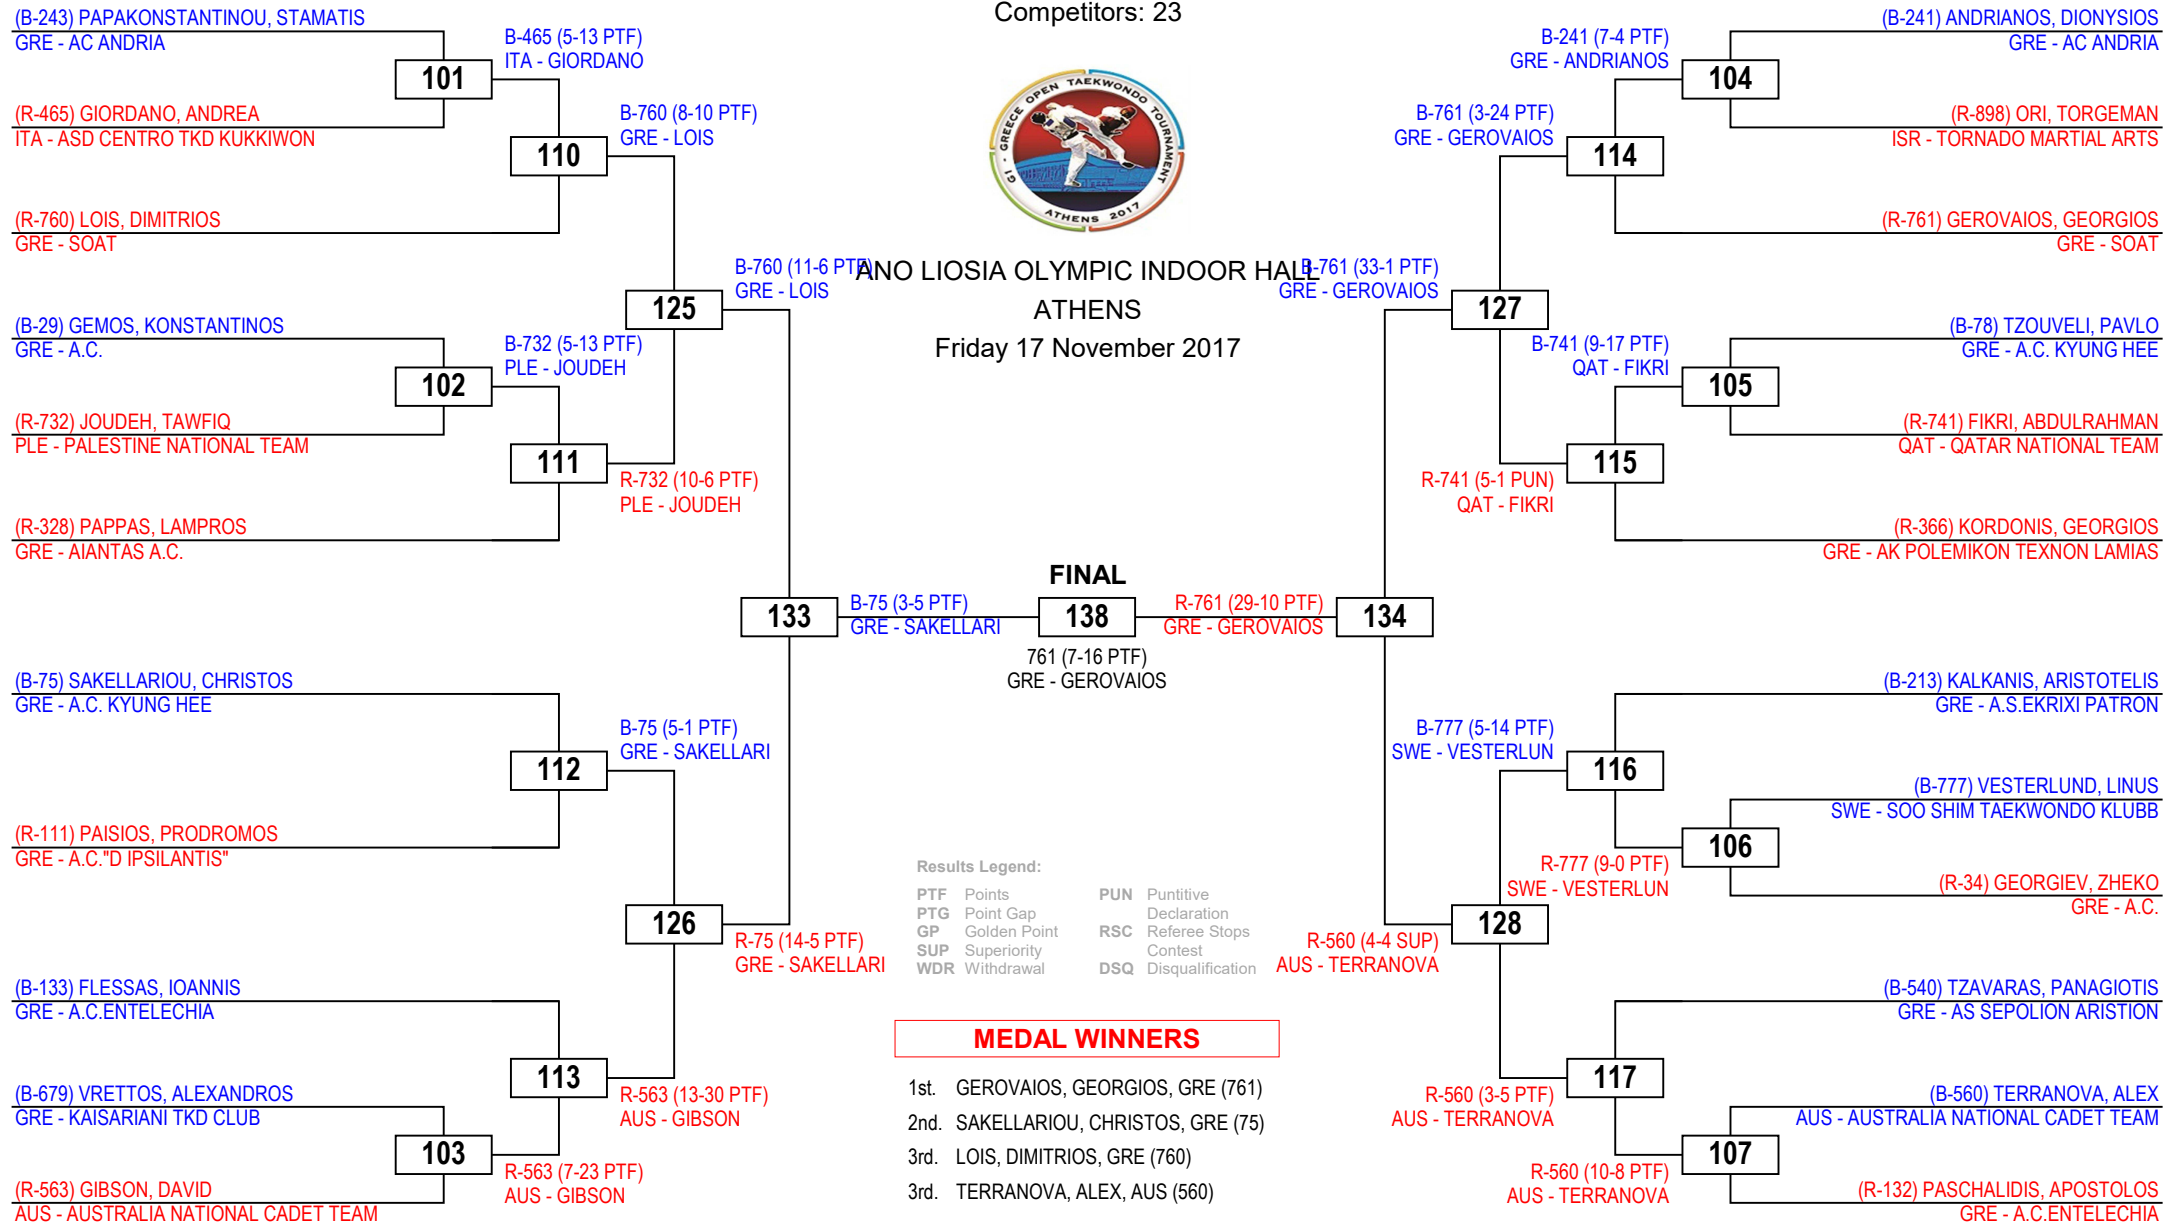 Competitors: 23
GI - GREECE OPEN TAEKWONDO TOURNAMENT
ATHENS 2017
ANO LIOSIA OLYMPIC INDOOR HALL
ATHENS
Friday 17 November 2017
(B-243) PAPAKONSTANTINOU, STAMATIS
GRE - AC ANDRIA
101
B-465 (5-13 PTF)
ITA - GIORDANO
(R-465) GIORDANO, ANDREA
ITA - ASD CENTRO TKD KUKKIWON
110
B-760 (8-10 PTF)
GRE - LOIS
(R-760) LOIS, DIMITRIOS
GRE - SOAT
125
B-760 (11-6 PTF)
GRE - LOIS
(B-29) GEMOS, KONSTANTINOS
GRE - A.C.
102
B-732 (5-13 PTF)
PLE - JOUDEH
(R-732) JOUDEH, TAWFIQ
PLE - PALESTINE NATIONAL TEAM
111
R-732 (10-6 PTF)
PLE - JOUDEH
(R-328) PAPPAS, LAMPROS
GRE - AIANTAS A.C.
133
B-75 (3-5 PTF)
GRE - SAKELLARI
(B-75) SAKELLARIOU, CHRISTOS
GRE - A.C. KYUNG HEE
112
B-75 (5-1 PTF)
GRE - SAKELLARI
(R-111) PAISIOS, PRODROMOS
GRE - A.C."D IPSILANTIS"
126
R-75 (14-5 PTF)
GRE - SAKELLARI
(B-133) FLESSAS, IOANNIS
GRE - A.C.ENTELECHIA
113
R-563 (13-30 PTF)
AUS - GIBSON
(B-679) VRETTOS, ALEXANDROS
GRE - KAISARIANI TKD CLUB
103
R-563 (7-23 PTF)
AUS - GIBSON
(R-563) GIBSON, DAVID
AUS - AUSTRALIA NATIONAL CADET TEAM
FINAL
138
761 (7-16 PTF)
GRE - GEROVAIOS
(B-241) ANDRIANOS, DIONYSIOS
GRE - AC ANDRIA
B-241 (7-4 PTF)
GRE - ANDRIANOS
104
(R-898) ORI, TORGEMAN
ISR - TORNADO MARTIAL ARTS
B-761 (3-24 PTF)
GRE - GEROVAIOS
114
(R-761) GEROVAIOS, GEORGIOS
GRE - SOAT
B-761 (33-1 PTF)
GRE - GEROVAIOS
127
(B-78) TZOUVELI, PAVLO
GRE - A.C. KYUNG HEE
B-741 (9-17 PTF)
QAT - FIKRI
105
(R-741) FIKRI, ABDULRAHMAN
QAT - QATAR NATIONAL TEAM
R-741 (5-1 PUN)
QAT - FIKRI
115
(R-366) KORDONIS, GEORGIOS
GRE - AK POLEMIKON TEXNON LAMIAS
R-761 (29-10 PTF)
GRE - GEROVAIOS
134
(B-213) KALKANIS, ARISTOTELIS
GRE - A.S.EKRIXI PATRON
B-777 (5-14 PTF)
SWE - VESTERLUN
116
(B-777) VESTERLUND, LINUS
SWE - SOO SHIM TAEKWONDO KLUBB
106
R-777 (9-0 PTF)
SWE - VESTERLUN
(R-34) GEORGIEV, ZHEKO
GRE - A.C.
R-560 (4-4 SUP)
AUS - TERRANOVA
128
(B-540) TZAVARAS, PANAGIOTIS
GRE - AS SEPOLION ARISTION
R-560 (3-5 PTF)
AUS - TERRANOVA
117
(B-560) TERRANOVA, ALEX
AUS - AUSTRALIA NATIONAL CADET TEAM
R-560 (10-8 PTF)
AUS - TERRANOVA
107
(R-132) PASCHALIDIS, APOSTOLOS
GRE - A.C.ENTELECHIA
Results Legend:
PTF Points
PTG Point Gap
GP Golden Point
SUP Superiority
WDR Withdrawal
PUN Puntitive
Declaration
RSC Referee Stops
Contest
DSQ Disqualification
MEDAL WINNERS
1st. GEROVAIOS, GEORGIOS, GRE (761)
2nd. SAKELLARIOU, CHRISTOS, GRE (75)
3rd. LOIS, DIMITRIOS, GRE (760)
3rd. TERRANOVA, ALEX, AUS (560)